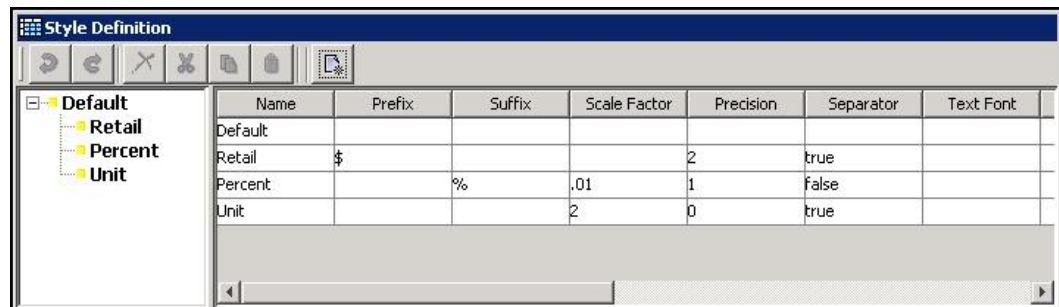 Style Definition
Default
Retail
Percent
Unit
Name Prefix Suffix Scale Factor Precision Separator Text Font
Default
Retail $ 2 true
Percent % .01 1 false
Unit 2 0 true